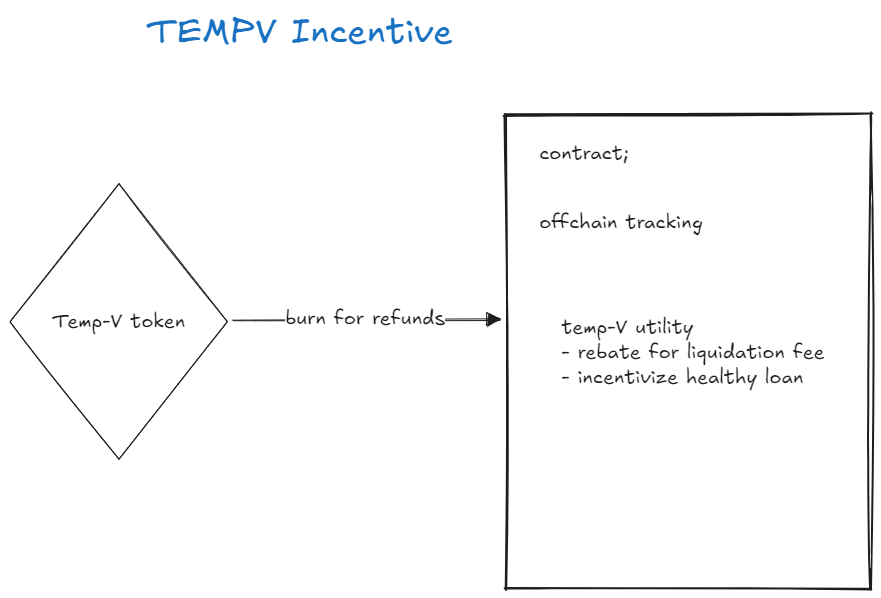 TEMPV Incentive
contract;
offchain tracking
Temp-V token
burn for refunds
temp-V utility
- rebate for liquidation fee
- incentivize healthy loan